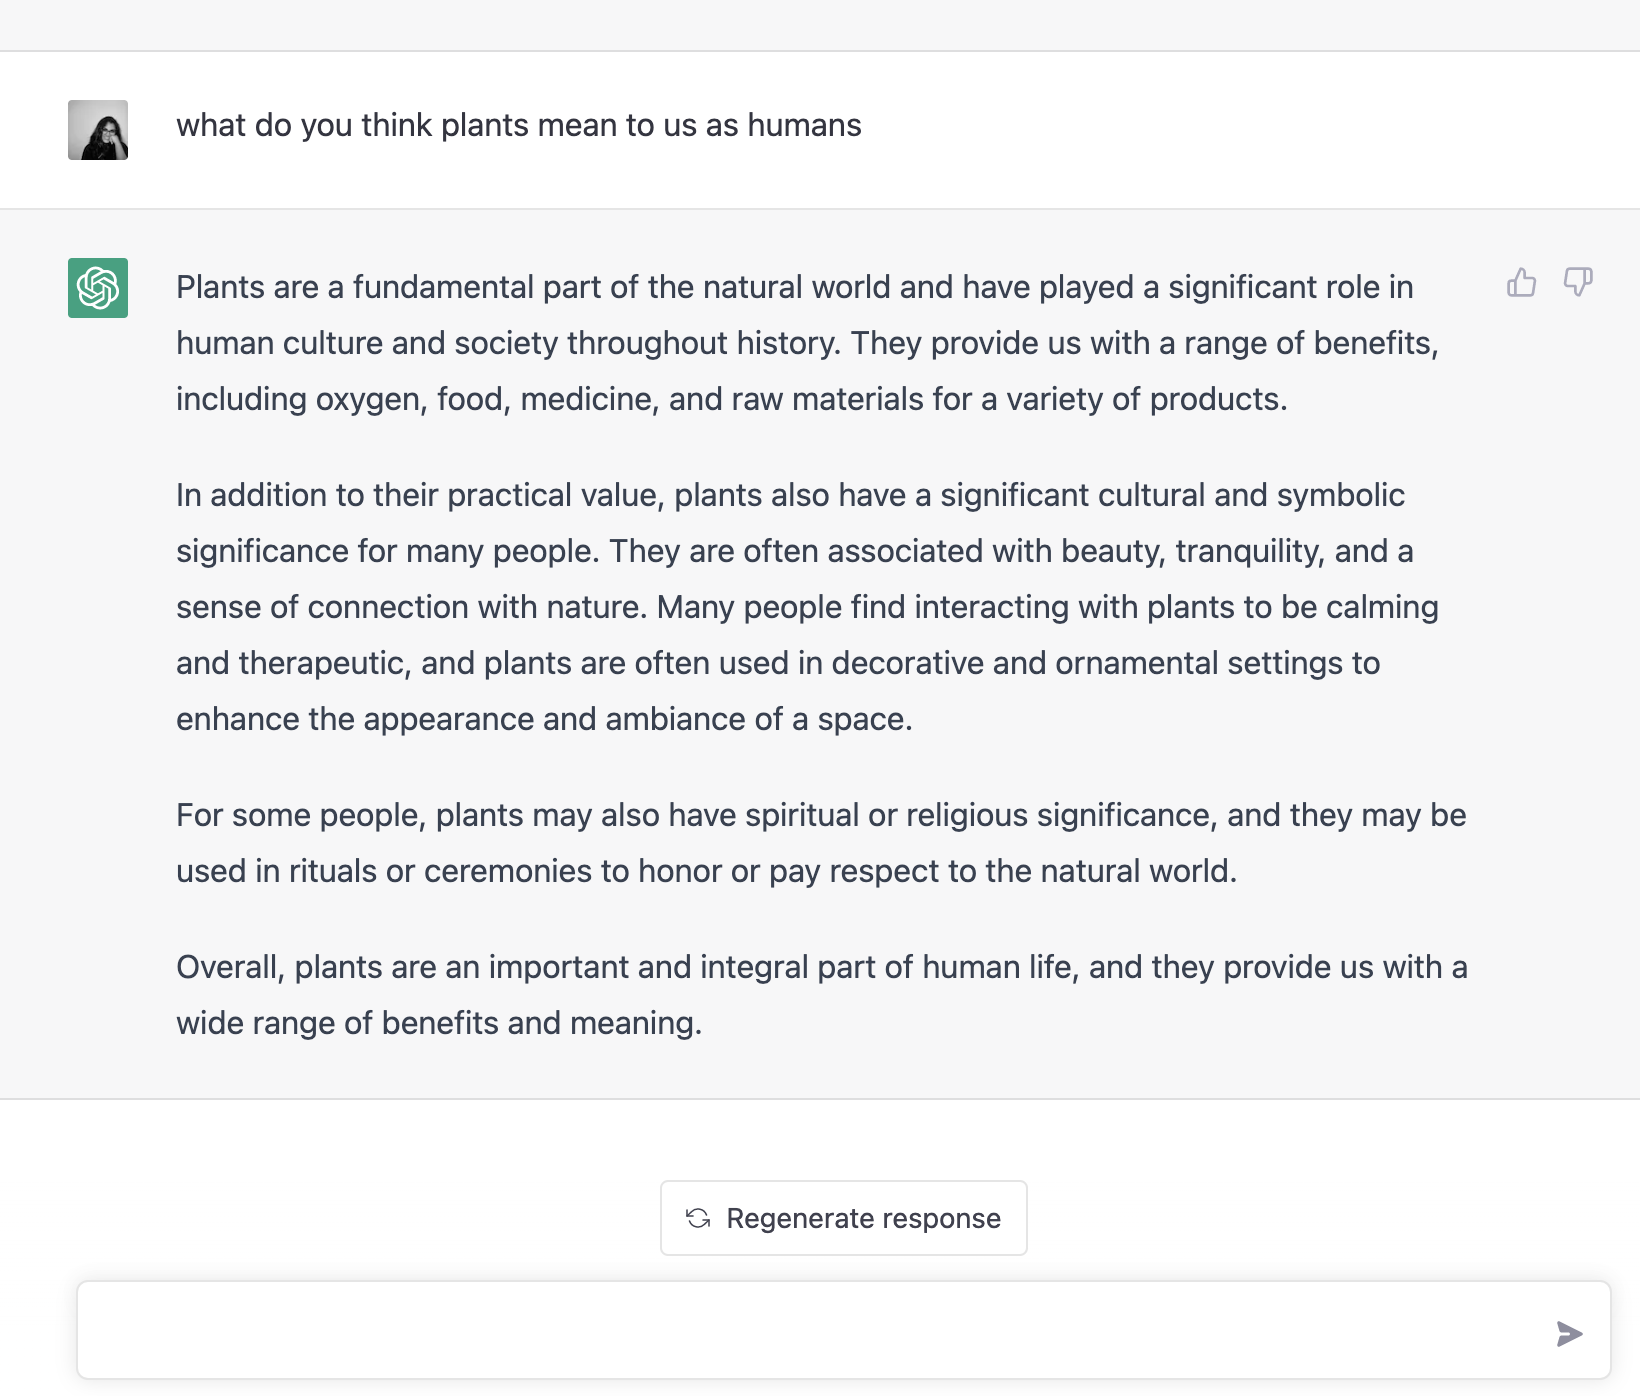 what do you think plants mean to us as humans
Plants are a fundamental part of the natural world and have played a significant role in
human culture and society throughout history. They provide us with a range of benefits,
including oxygen, food, medicine, and raw materials for a variety of products.
In addition to their practical value, plants also have a significant cultural and symbolic
significance for many people. They are often associated with beauty, tranquility, and a
sense of connection with nature. Many people find interacting with plants to be calming
and therapeutic, and plants are often used in decorative and ornamental settings to
enhance the appearance and ambiance of a space.
For some people, plants may also have spiritual or religious significance, and they may be
used in rituals or ceremonies to honor or pay respect to the natural world.
Overall, plants are an important and integral part of human life, and they provide us with a
wide range of benefits and meaning.
Regenerate response